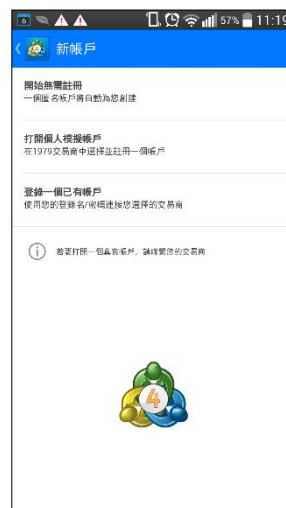 57% 11:19
新帳戶
開始無需註冊
一個匿名帳戶將自動為您創建
打開個人模擬帳戶
在1979交易商中選擇並註冊一個帳戶
登錄一個已有帳戶
使用您的登錄名/密碼連接您選擇的交易商
若要打開一個真實帳戶，請聯繫您的交易商
4